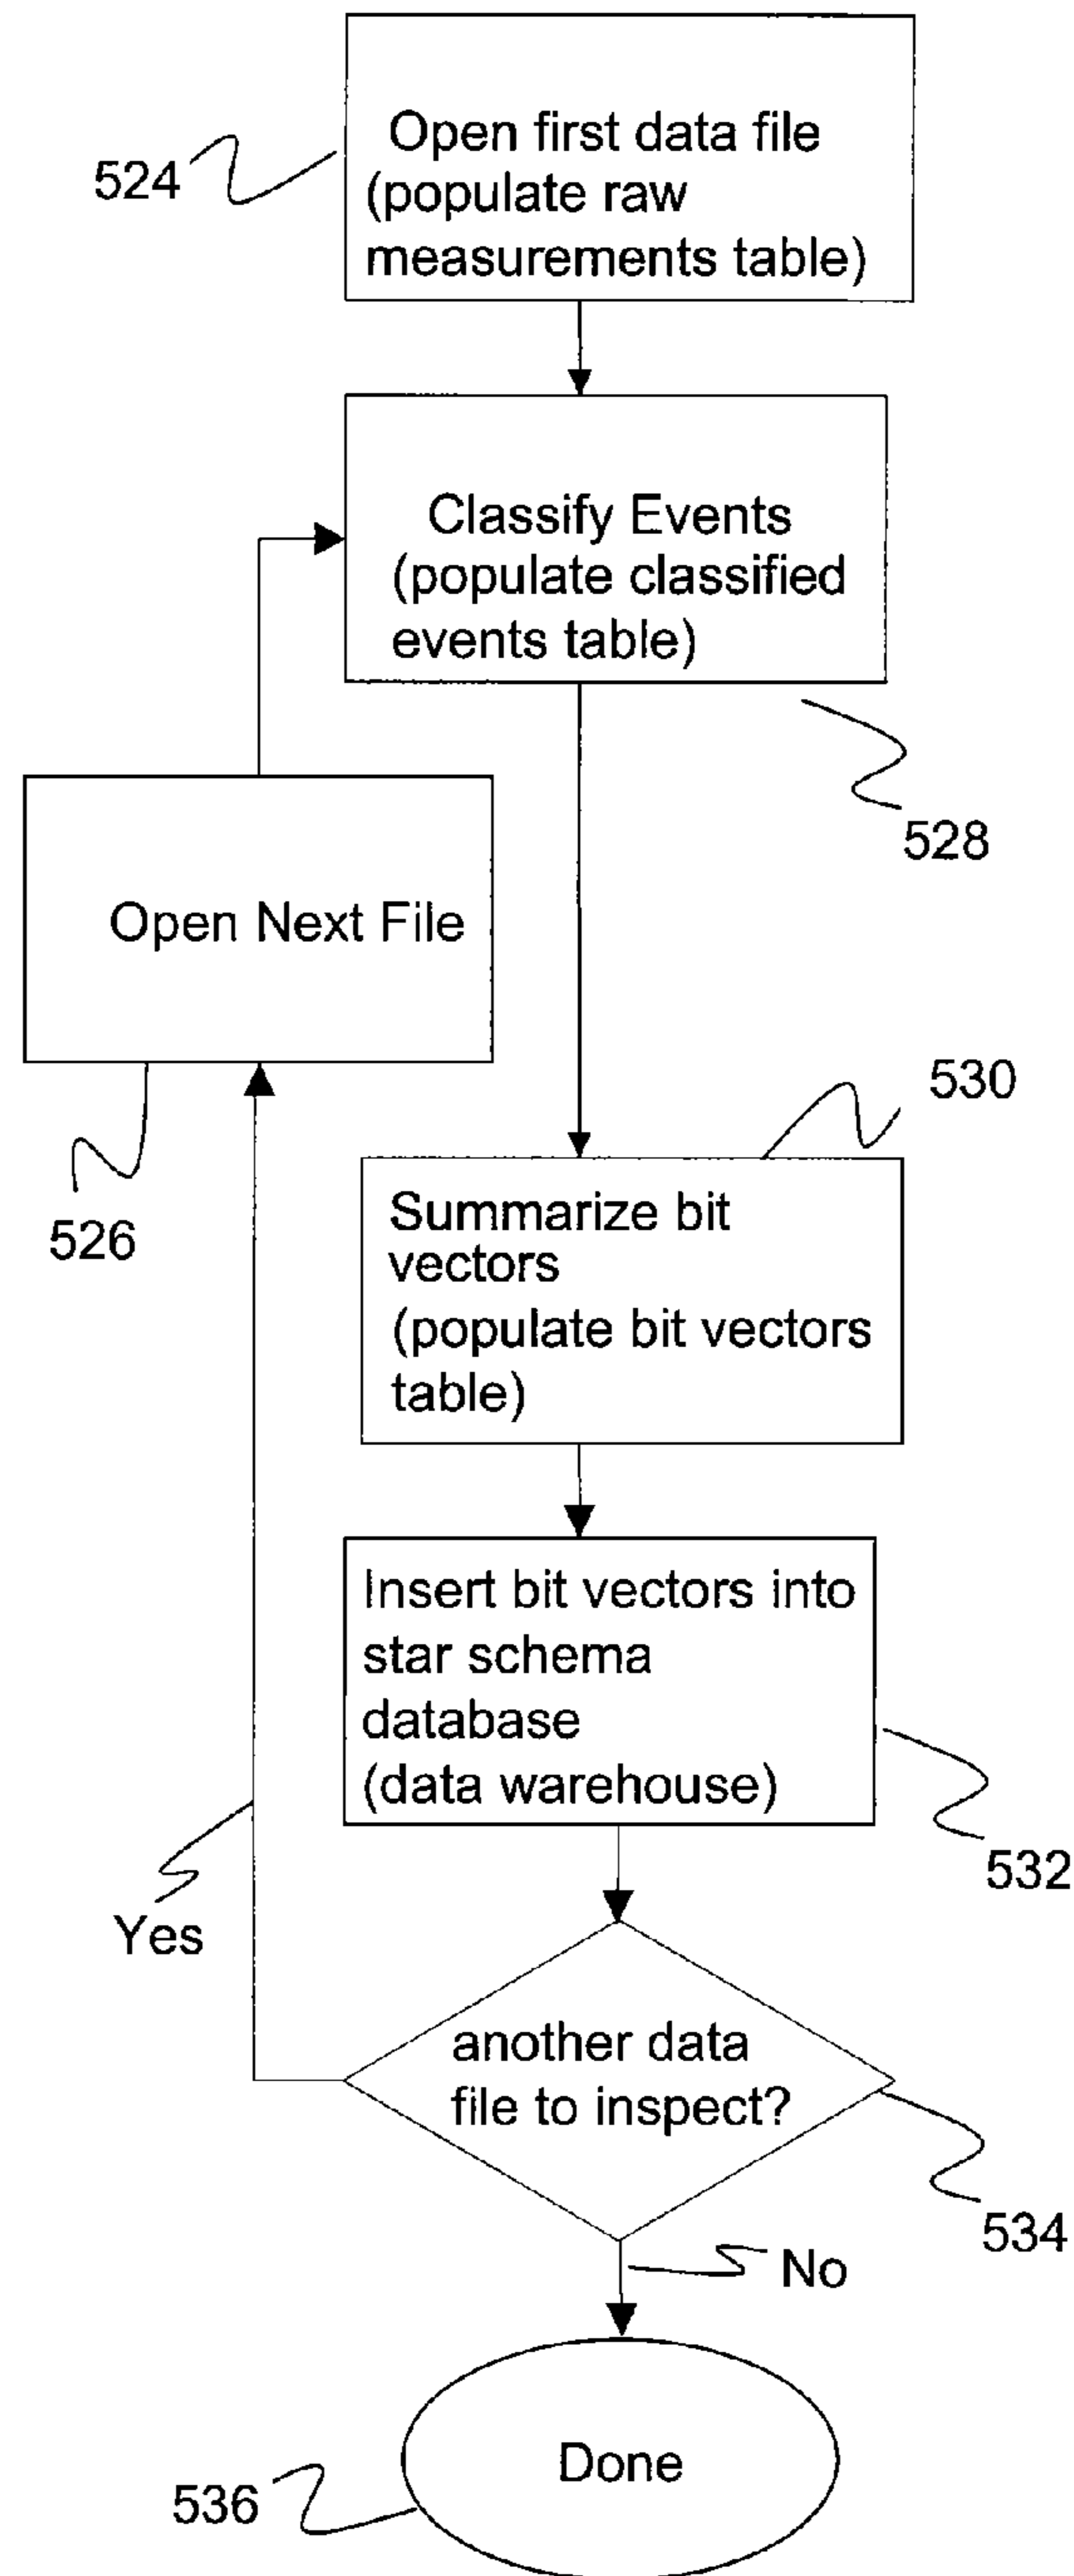 Open first data file
(populate raw
measurements table)
524
Classify Events
(populate classified
events table)
528
Open Next File
526
530
Summarize bit
vectors
(populate bit vectors
table)
Insert bit vectors into
star schema
database
(data warehouse)
532
Yes
another data
file to inspect?
534
No
Done
536